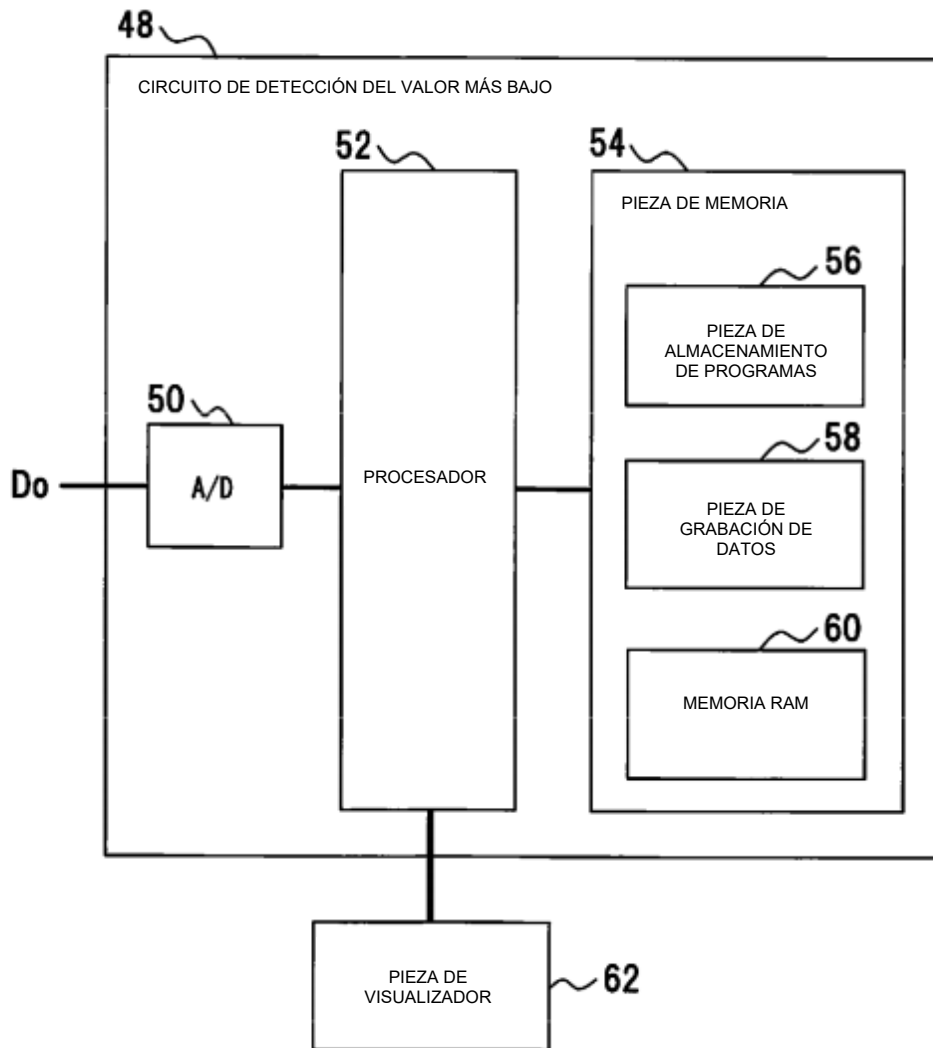 48
CIRCUITO DE DETECCIÓN DEL VALOR MÁS BAJO
52
54
PIEZA DE MEMORIA
56
PIEZA DE
ALMACENAMIENTO
DE PROGRAMAS
50
58
Do
A/D
PROCESADOR
PIEZA DE
GRABACIÓN DE
DATOS
60
MEMORIA RAM
PIEZA DE
VISUALIZADOR
62